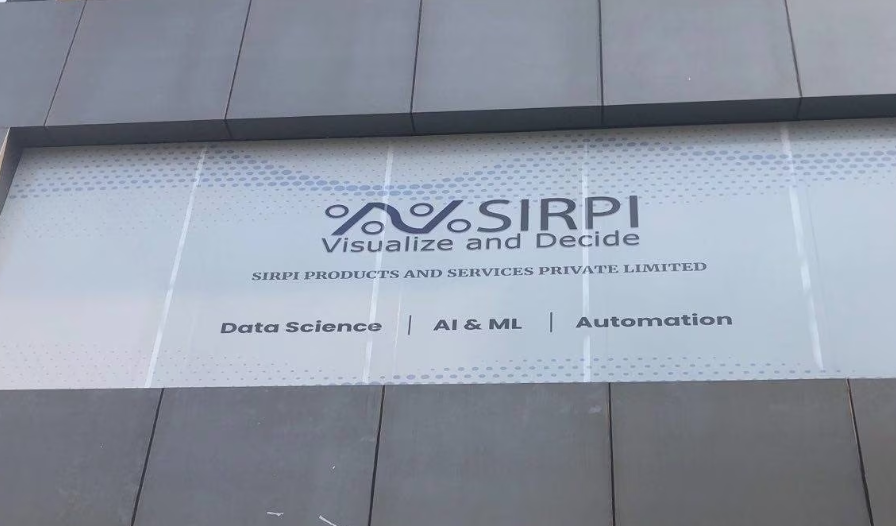 SIRPI
Visualize and Decide
SIRPI PRODUCTS AND SERVICES PRIVATE LIMITED
Data Science | AI & ML | Automation